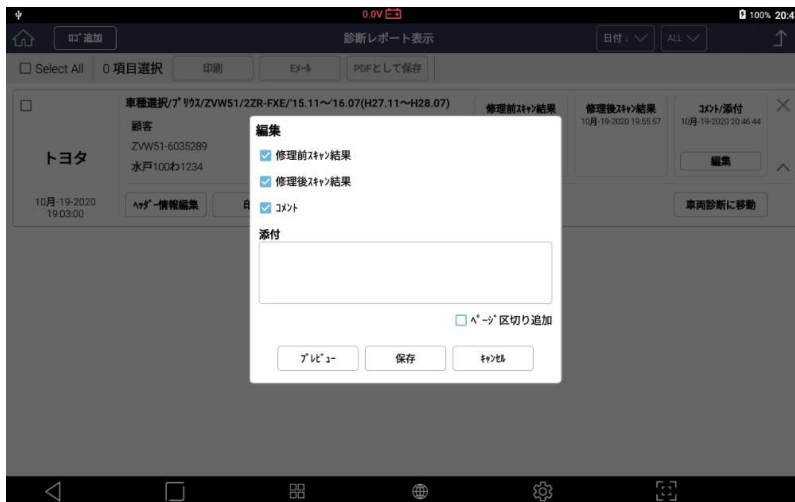 0.0V
100% 20:4
ﾛｺﾞ追加
診断レポート表示
日付↓
ALL
Select All
0 項目選択
印刷
Eﾒｰﾙ
PDFとして保存
車種選択/ﾌﾟﾘｳｽ/ZVW51/2ZR-FXE/'15.11～'16.07(H27.11～H28.07)
修理前ｽｷｬﾝ結果
修理後ｽｷｬﾝ結果
10月-19-2020 19:55:57
ｺﾒﾝﾄ/添付
10月-19-2020 20:46:44
顧客
ZVW51-6035289
水戸100わ1234
トヨタ
編集
10月-19-2020
19:03:00
ﾍｯﾀﾞｰ情報編集
車両診断に移動
編集
修理前ｽｷｬﾝ結果
修理後ｽｷｬﾝ結果
ｺﾒﾝﾄ
添付
ﾍﾟｰｼﾞ区切り追加
ﾌﾟﾚﾋﾞｭｰ
保存
ｷｬﾝｾﾙ